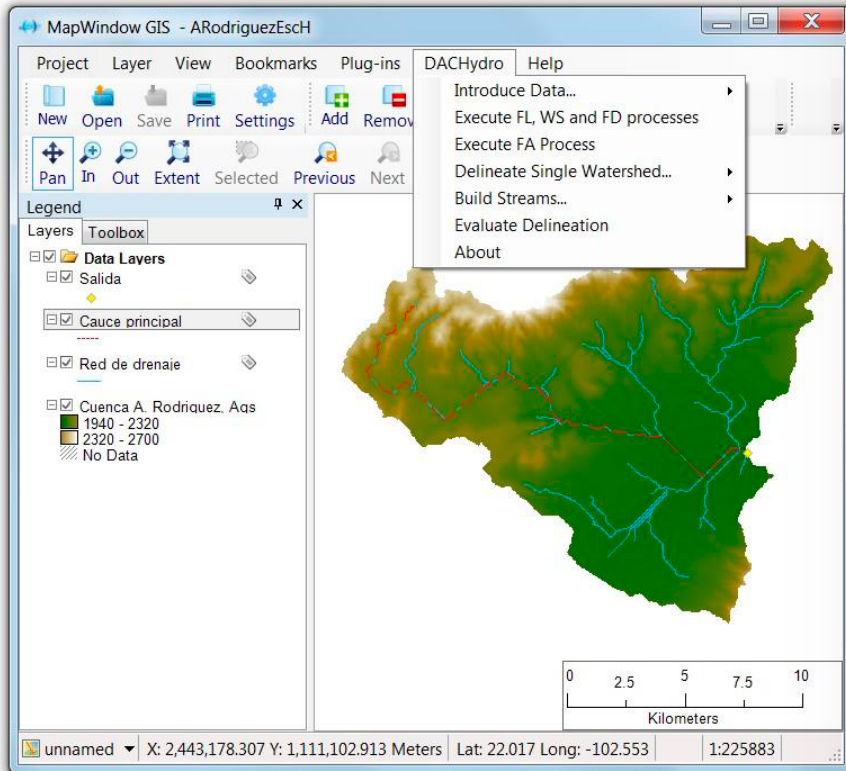 MapWindow GIS - ARodriguezEscH
Project Layer View Bookmarks Plug-ins DACHydro Help
New Open Save Print Settings Add Remov
Pan In Out Extent Selected Previous Next
Introduce Data...
Execute FL, WS and FD processes
Execute FA Process
Delineate Single Watershed...
Build Streams...
Evaluate Delineation
About
Legend
Layers Toolbox
Data Layers
Salida
Cauce principal
Red de drenaje
Cuenca A. Rodriguez, Ags
1940 - 2320
2320 - 2700
No Data
0 2.5 5 7.5 10
Kilometers
unnamed X: 2,443,178.307 Y: 1,111,102.913 Meters Lat: 22.017 Long: -102.553 1:225883